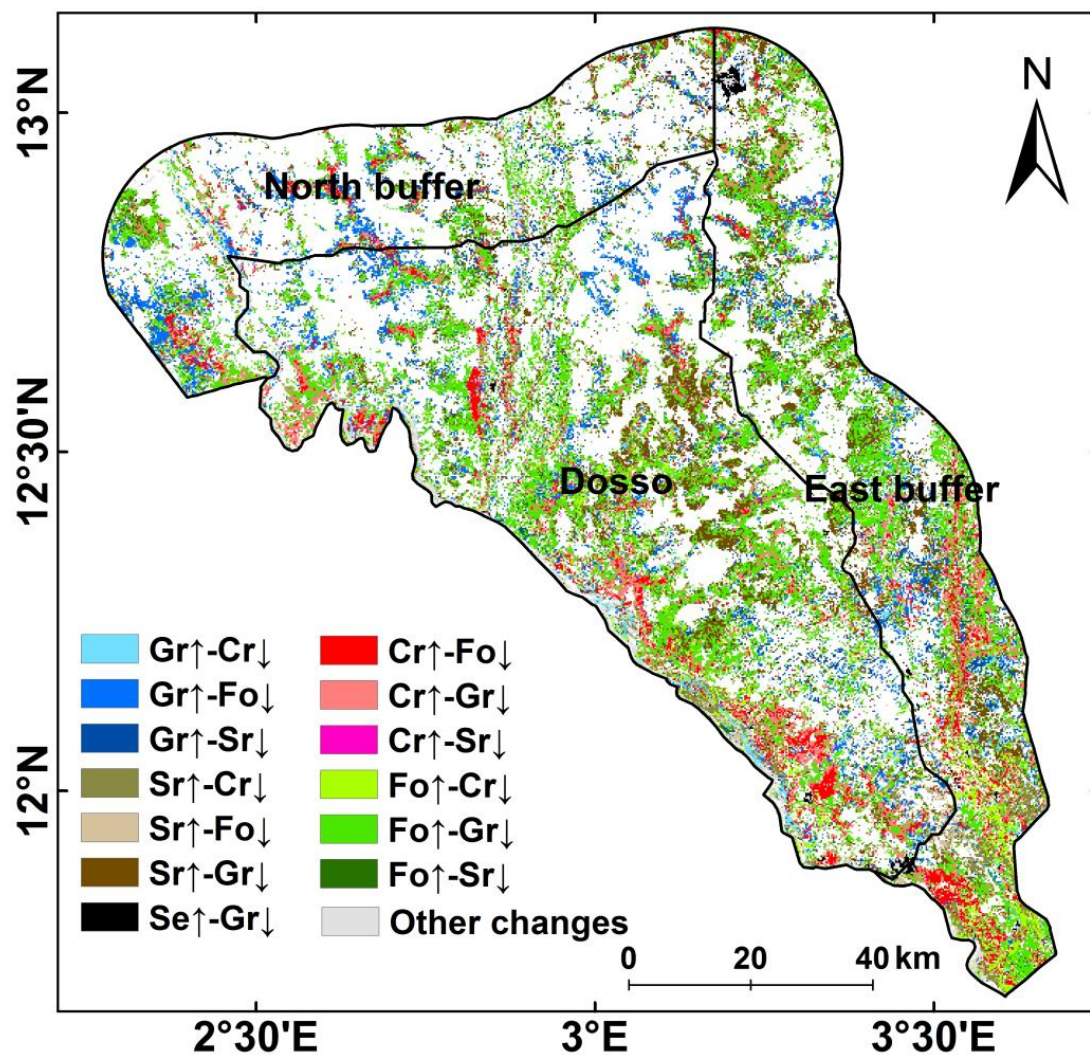 N
13°N
12°30'N
12°N
North buffer
Dosso
East buffer
Gr↑-Cr↓
Gr↑-Fo↓
Gr↑-Sr↓
Sr↑-Cr↓
Sr↑-Fo↓
Sr↑-Gr↓
Se↑-Gr↓
Cr↑-Fo↓
Cr↑-Gr↓
Cr↑-Sr↓
Fo↑-Cr↓
Fo↑-Gr↓
Fo↑-Sr↓
Other changes
0 20 40 km
2°30'E 3°E 3°30'E